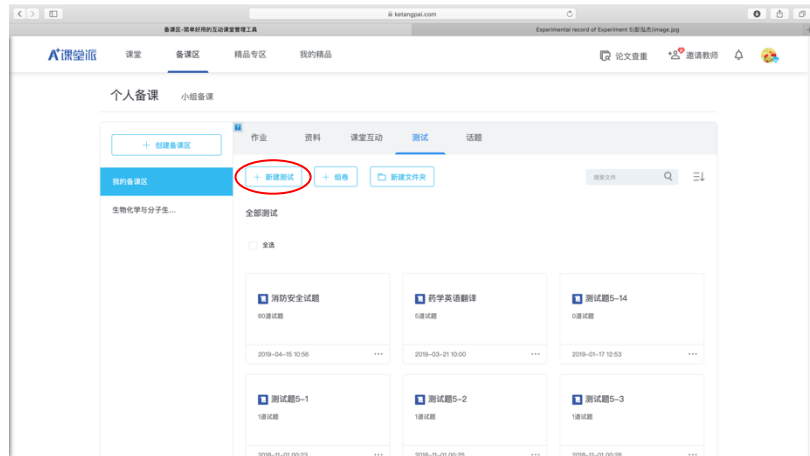 ketangpai.com
备课区-简单好用的互动课堂管理工具
Experimental record of Experiment 5(彭泓杰)image.jpg
课堂派 课堂 备课区 精品专区 我的精品 论文查重 邀请教师
个人备课 小组备课
创建备课区
作业 资料 课堂互动 测试 话题
我的备课区
+ 新建测试 + 组卷 新建文件夹 搜索文件
生物化学与分子生...
全部测试
全选
消防安全试题 药学英语翻译 测试题5-14
60道试题 5道试题 0道试题
2019-04-15 10:56 ... 2019-03-21 10:00 ... 2019-01-17 12:53 ...
测试题5-1 测试题5-2 测试题5-3
1道试题 1道试题 1道试题